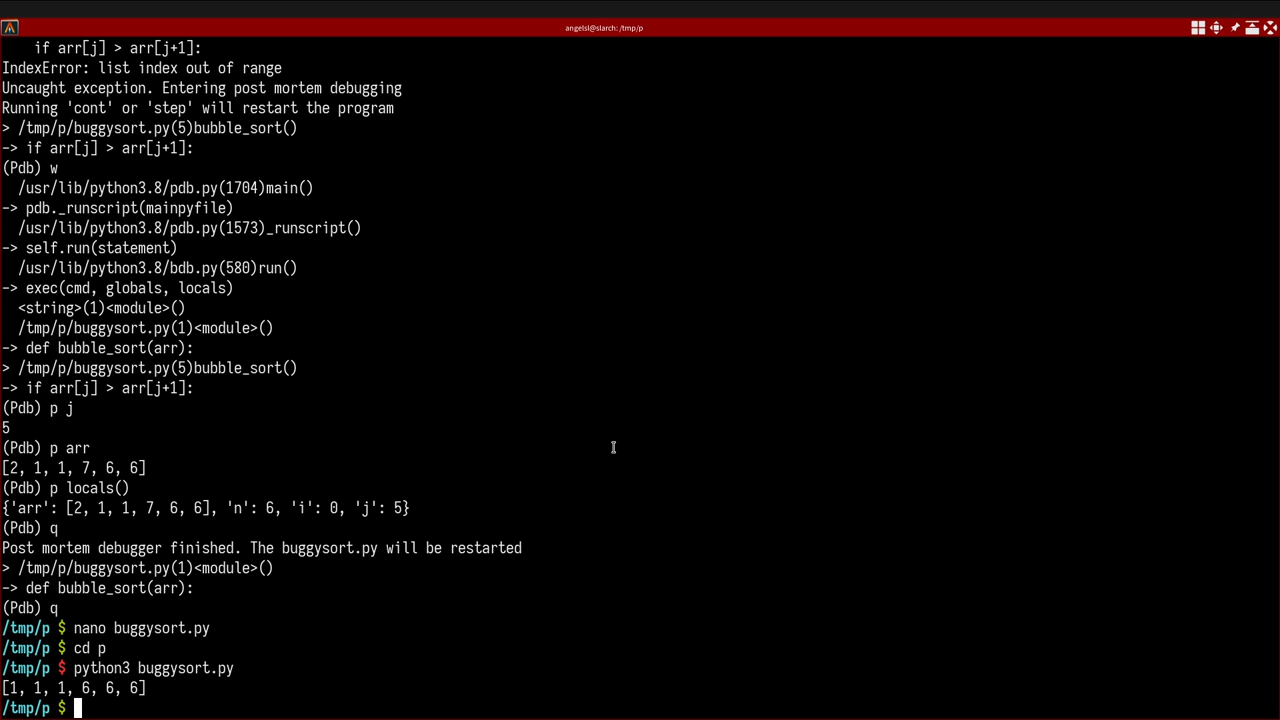 angelsl@slarch: /tmp/p
    if arr[j] > arr[j+1]:
IndexError: list index out of range
Uncaught exception. Entering post mortem debugging
Running 'cont' or 'step' will restart the program
> /tmp/p/buggysort.py(5)bubble_sort()
-> if arr[j] > arr[j+1]:
(Pdb) w
  /usr/lib/python3.8/pdb.py(1704)main()
-> pdb._runscript(mainpyfile)
  /usr/lib/python3.8/pdb.py(1573)_runscript()
-> self.run(statement)
  /usr/lib/python3.8/bdb.py(580)run()
-> exec(cmd, globals, locals)
  <string>(1)<module>()
  /tmp/p/buggysort.py(1)<module>()
-> def bubble_sort(arr):
> /tmp/p/buggysort.py(5)bubble_sort()
-> if arr[j] > arr[j+1]:
(Pdb) p j
5
(Pdb) p arr
[2, 1, 1, 7, 6, 6]
(Pdb) p locals()
{'arr': [2, 1, 1, 7, 6, 6], 'n': 6, 'i': 0, 'j': 5}
(Pdb) q
Post mortem debugger finished. The buggysort.py will be restarted
> /tmp/p/buggysort.py(1)<module>()
-> def bubble_sort(arr):
(Pdb) q
/tmp/p $ nano buggysort.py
/tmp/p $ cd p
/tmp/p $ python3 buggysort.py
[1, 1, 1, 6, 6, 6]
/tmp/p $